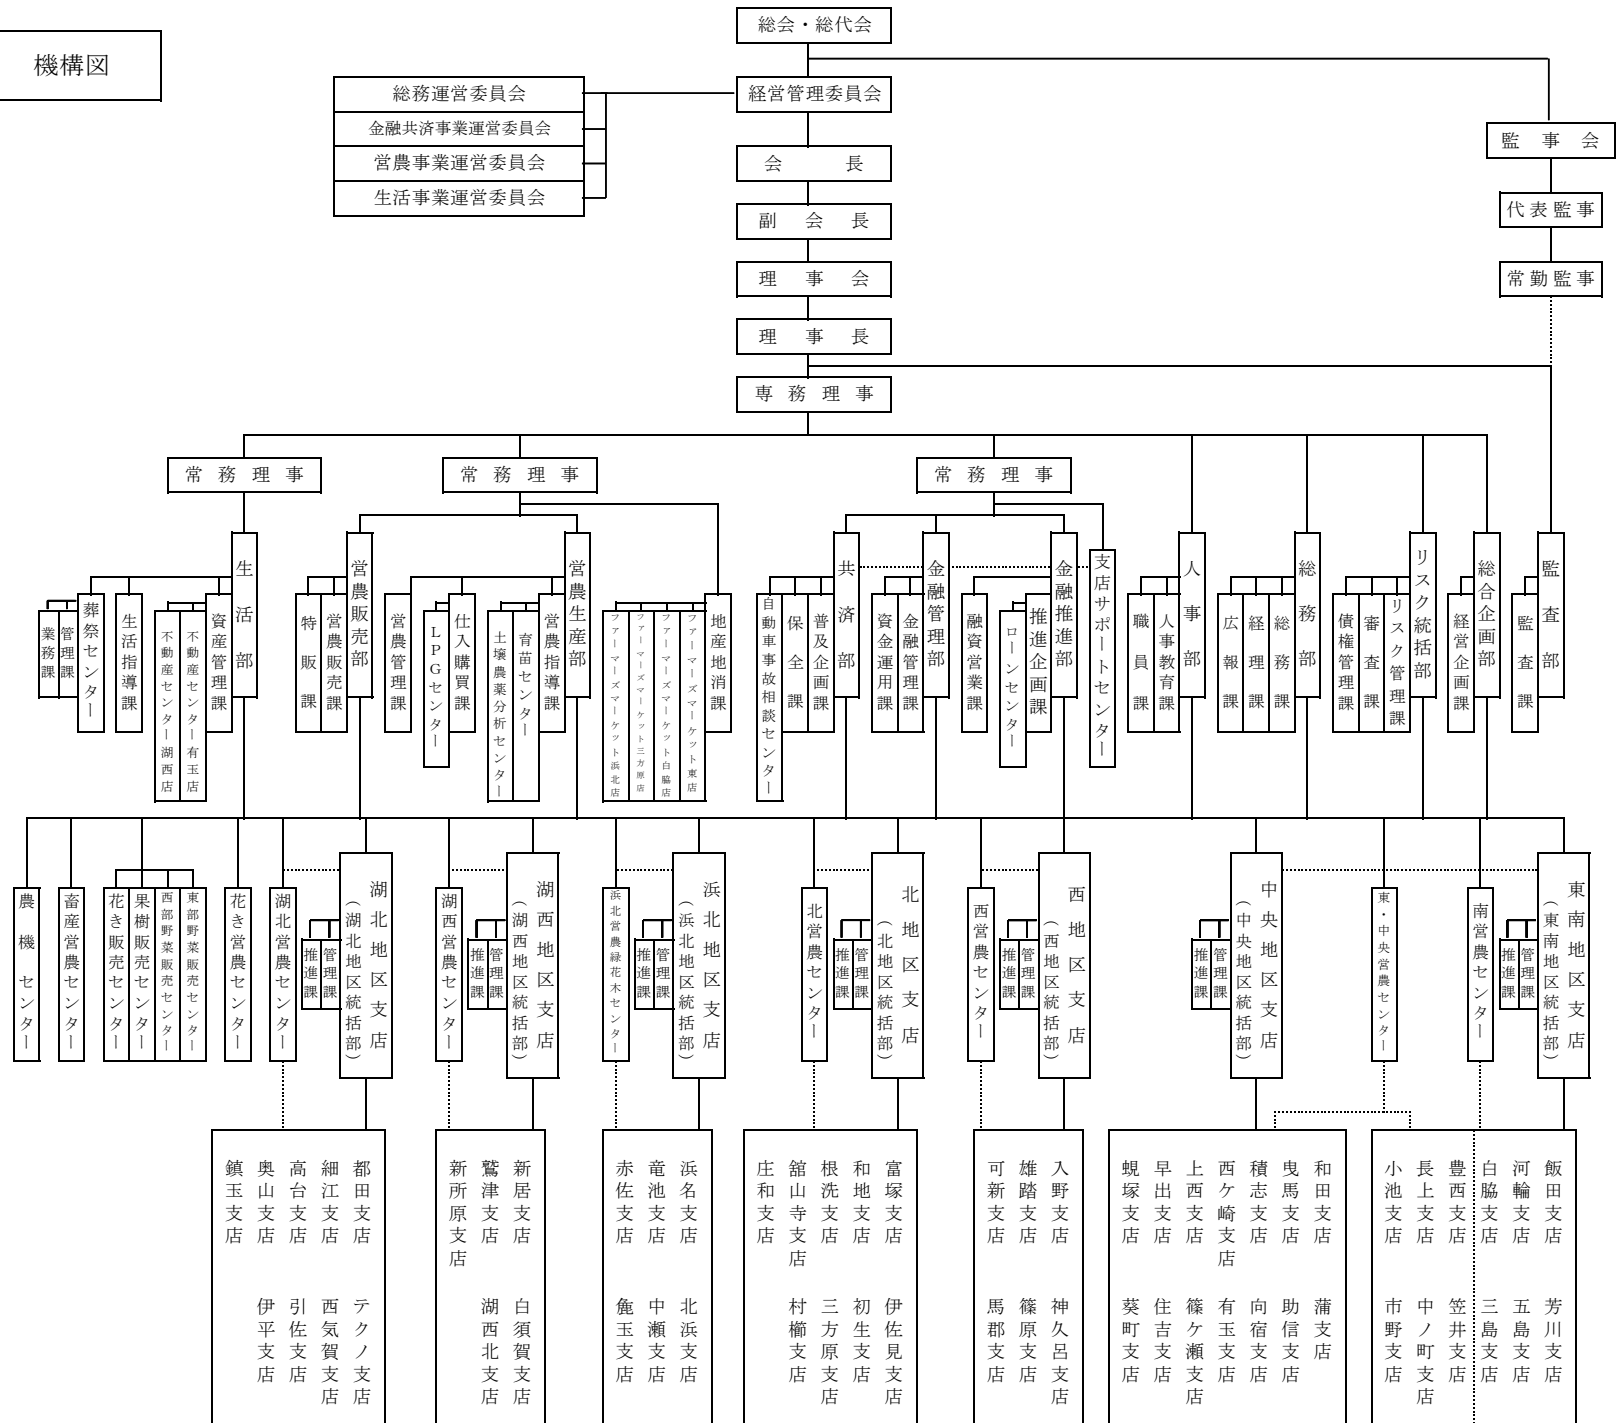 機構図
総会・総代会
経営管理委員会
総務運営委員会
金融共済事業運営委員会
営農事業運営委員会
生活事業運営委員会
会長
副会長
理事会
理事長
専務理事
監事会
代表監事
常勤監事
常務理事
常務理事
常務理事
生活部
葬祭センター
管理課
業務課
生活指導課
資産管理課
不動産センター有玉店
不動産センター湖西店
営農販売部
営農販売課
特販課
営農生産部
営農管理課
仕入購買課
LPGセンター
営農指導課
育苗センター
土壌農薬分析センター
地産地消課
ファーマーズマーケット東店
ファーマーズマーケット白脇店
ファーマーズマーケット三方原店
ファーマーズマーケット浜北店
共済部
普及企画課
保全課
自動車事故相談センター
金融管理部
金融管理課
資金運用課
金融推進部
推進企画課
ローンセンター
融資営業課
支店サポートセンター
人事部
人事教育課
職員課
総務部
総務課
経理課
広報課
リスク統括部
リスク管理課
審査課
債権管理課
総合企画部
経営企画課
監査部
監査課
農機センター
畜産営農センター
花き販売センター
果樹販売センター
西部野菜販売センター
東部野菜販売センター
花き営農センター
湖北営農センター
管理課
推進課
湖北地区支店
(湖北地区統括部)
湖西営農センター
管理課
推進課
湖西地区支店
(湖西地区統括部)
浜北営農緑花木センター
管理課
推進課
浜北地区支店
(浜北地区統括部)
北営農センター
管理課
推進課
北地区支店
(北地区統括部)
西営農センター
管理課
推進課
西地区支店
(西地区統括部)
管理課
推進課
中央地区支店
(中央地区統括部)
東・中央営農センター
南営農センター
管理課
推進課
東南地区支店
(東南地区統括部)
都田支店
細江支店
高台支店
奥山支店
鎮玉支店
テクノ支店
西気賀支店
引佐支店
伊平支店
新居支店
鷲津支店
新所原支店
白須賀支店
湖西北支店
浜名支店
竜池支店
赤佐支店
北浜支店
中瀬支店
麁玉支店
富塚支店
和地支店
根洗支店
舘山寺支店
庄和支店
伊佐見支店
初生支店
三方原支店
村櫛支店
入野支店
雄踏支店
可新支店
神久呂支店
篠原支店
馬郡支店
和田支店
曳馬支店
積志支店
西ケ崎支店
上西支店
早出支店
蜆塚支店
蒲支店
助信支店
向宿支店
有玉支店
篠ケ瀬支店
住吉支店
葵町支店
飯田支店
河輪支店
白脇支店
豊西支店
長上支店
小池支店
芳川支店
五島支店
三島支店
笠井支店
中ノ町支店
市野支店